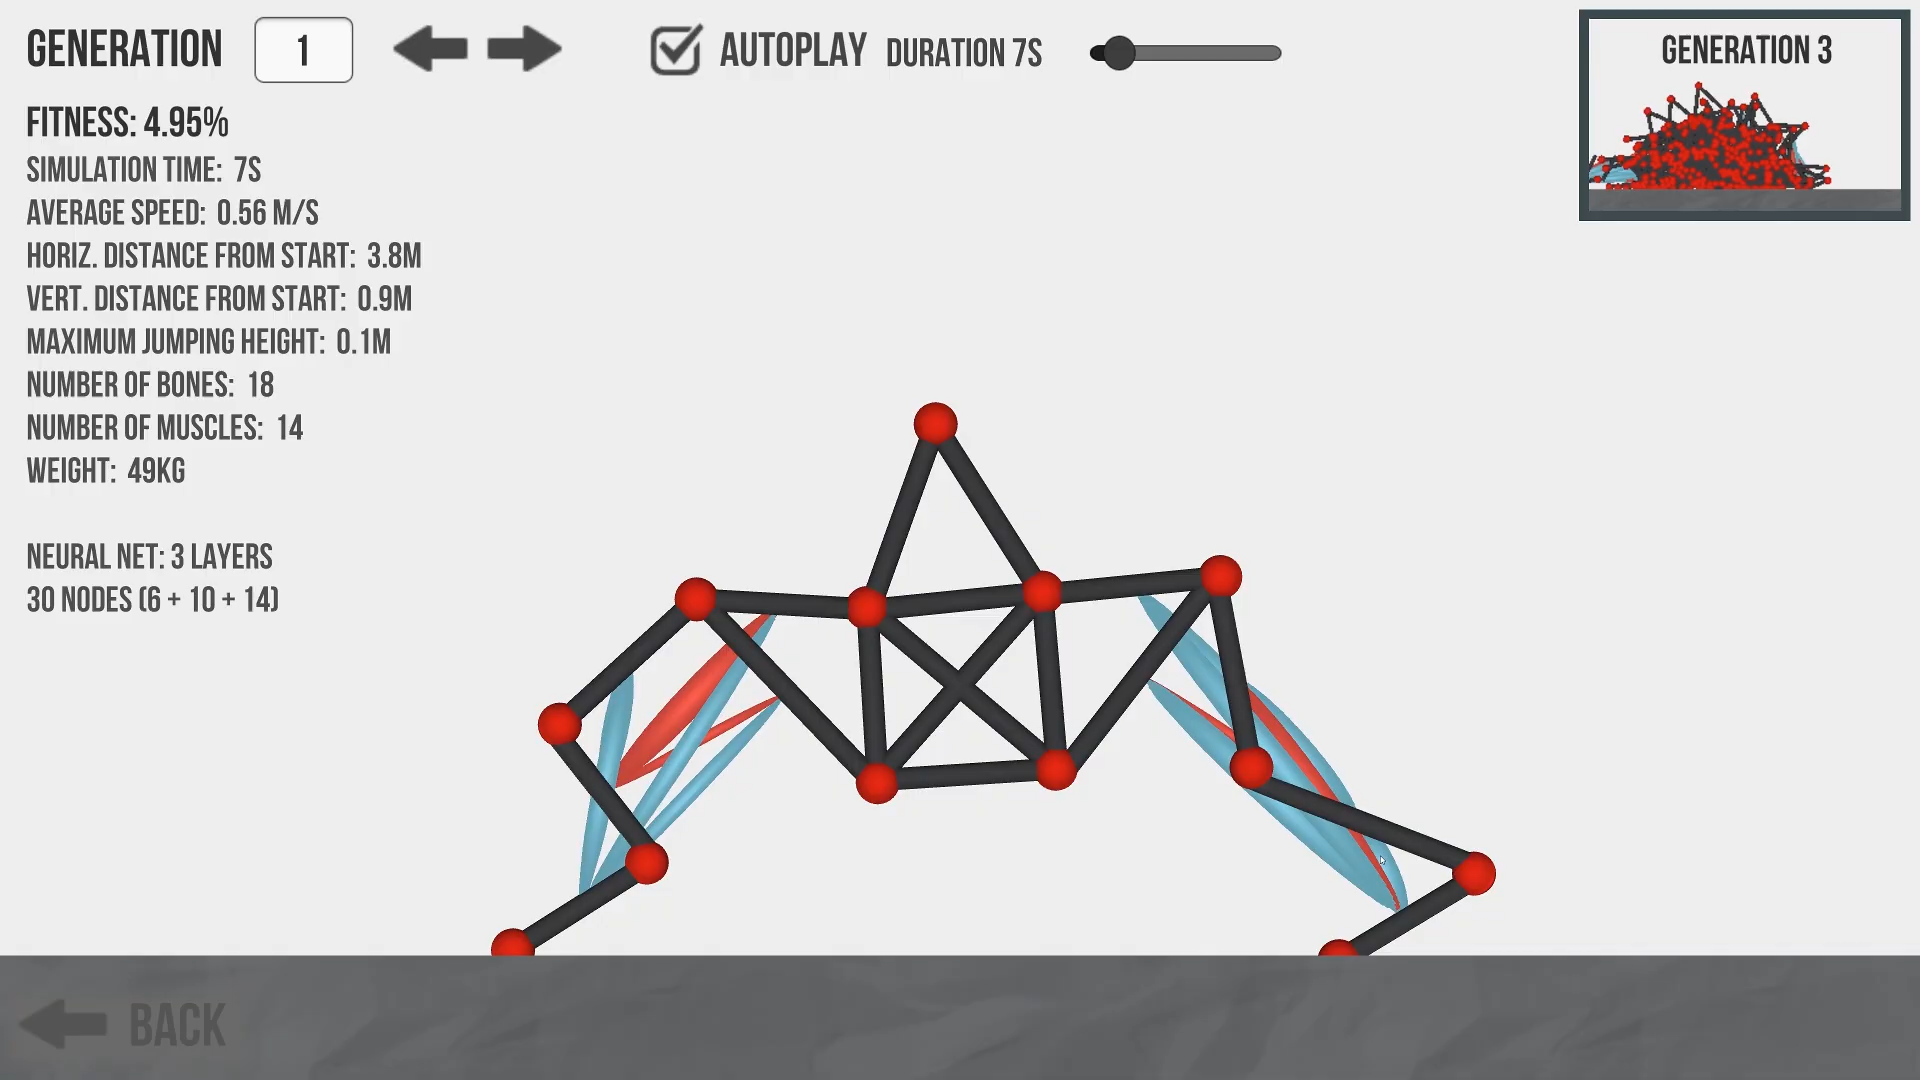 GENERATION 1
AUTOPLAY DURATION 7S
GENERATION 3
FITNESS: 4.95%
SIMULATION TIME: 7S
AVERAGE SPEED: 0.56 M/S
HORIZ. DISTANCE FROM START: 3.8M
VERT. DISTANCE FROM START: 0.9M
MAXIMUM JUMPING HEIGHT: 0.1M
NUMBER OF BONES: 18
NUMBER OF MUSCLES: 14
WEIGHT: 49KG
NEURAL NET: 3 LAYERS
30 NODES (6 + 10 + 14)
BACK